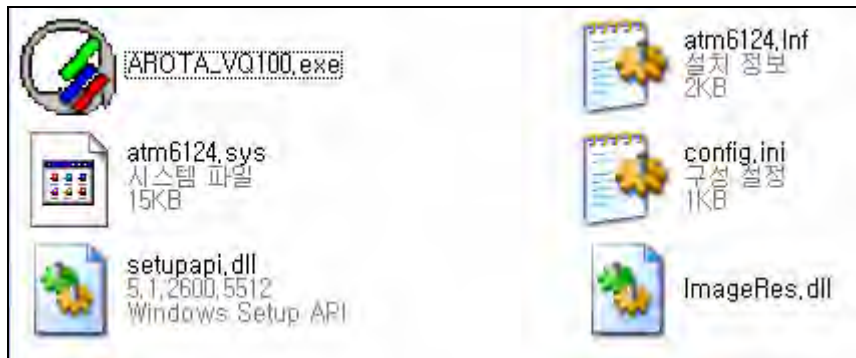 AROTA_VQ100.exe
atm6124.sys
시스템 파일
15KB
setupapi.dll
5.1.2600.5512
Windows Setup API
atm6124.Inf
설치 정보
2KB
config.ini
구성 설정
1KB
ImageRes.dll